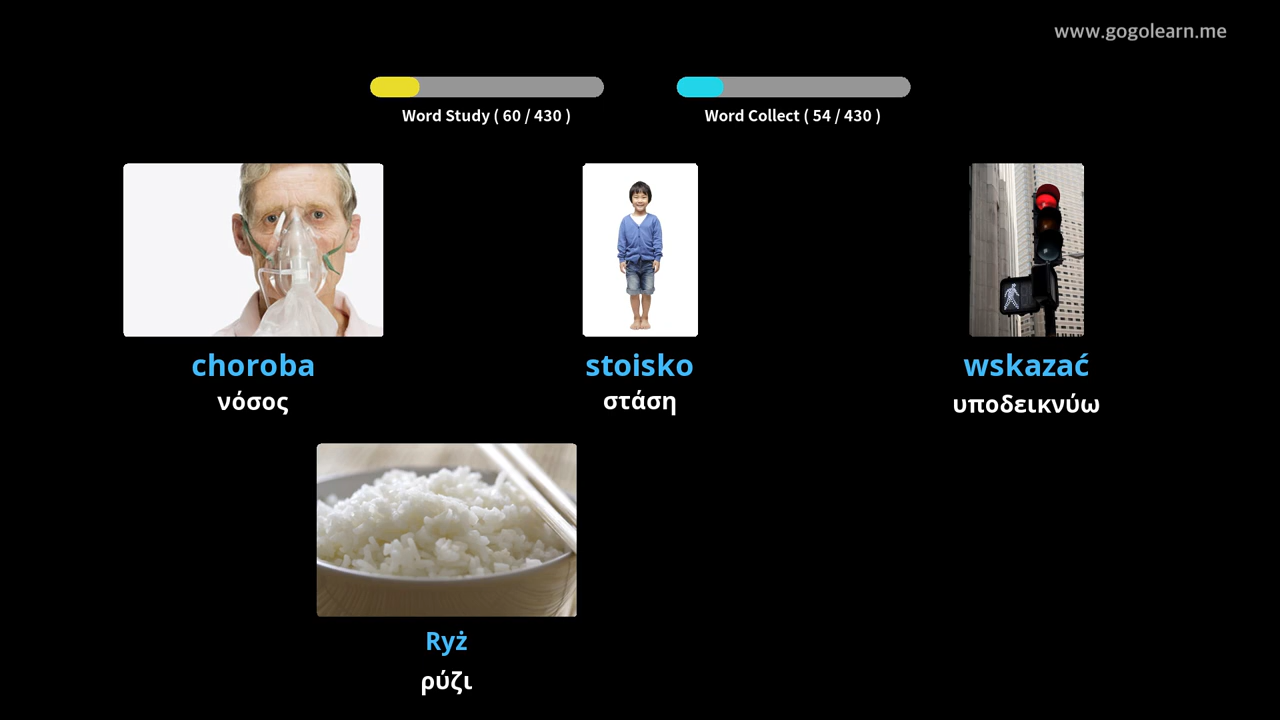 www.gogolearn.me
Word Study ( 60 / 430 )
Word Collect ( 54 / 430 )
choroba
νόσος
stoisko
στάση
wskazać
υποδεικνύω
Ryż
ρύζι